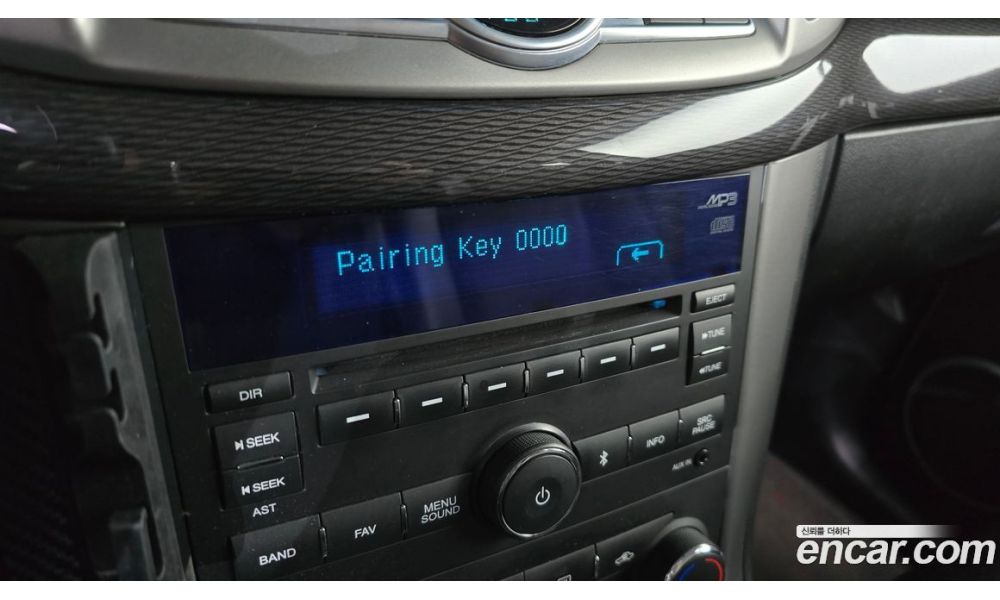 MP3
Pairing Key 0000
EJECT
TUNE
TUNE
DIR
SEEK
SEEK
AST
SRC
PAUSE
INFO
AUX IN
MENU
SOUND
FAV
BAND
신뢰를 더하다
encar.com